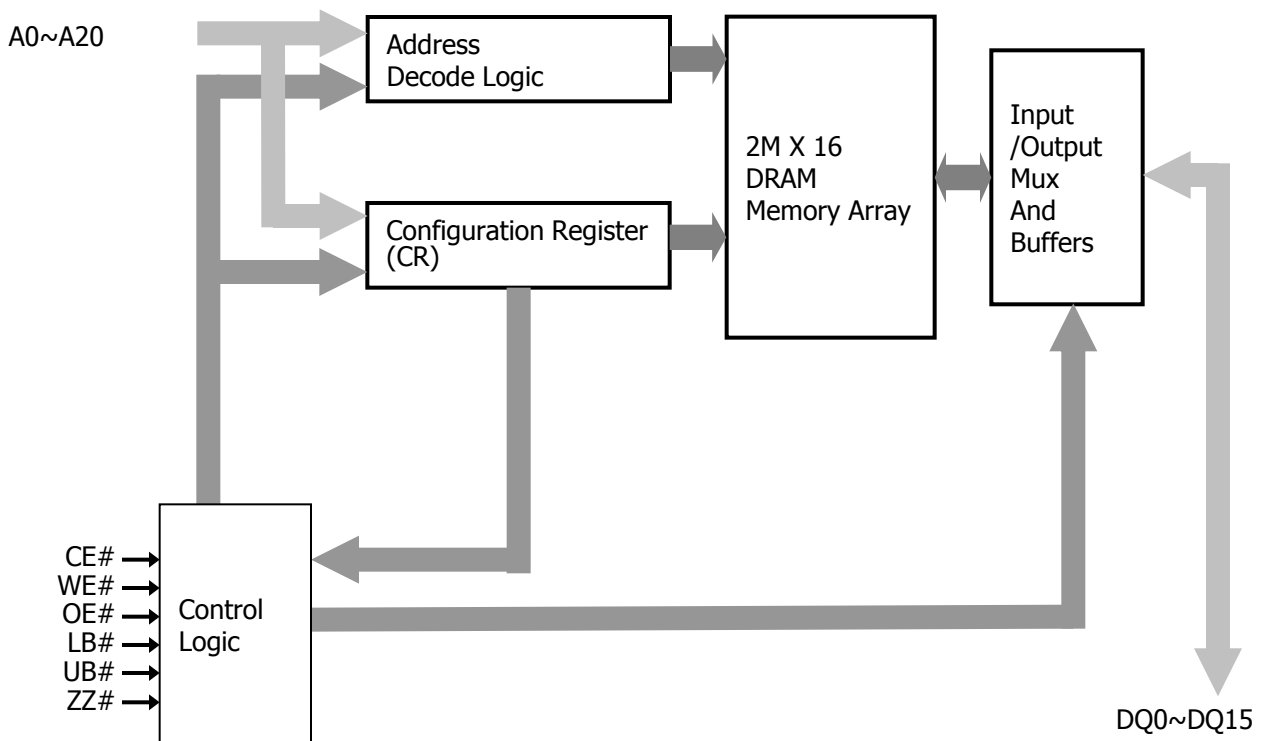 A0~A20
Address
Decode Logic
Configuration Register
(CR)
2M X 16
DRAM
Memory Array
Input
/Output
Mux
And
Buffers
CE#
WE#
OE#
LB#
UB#
ZZ#
Control
Logic
DQ0~DQ15